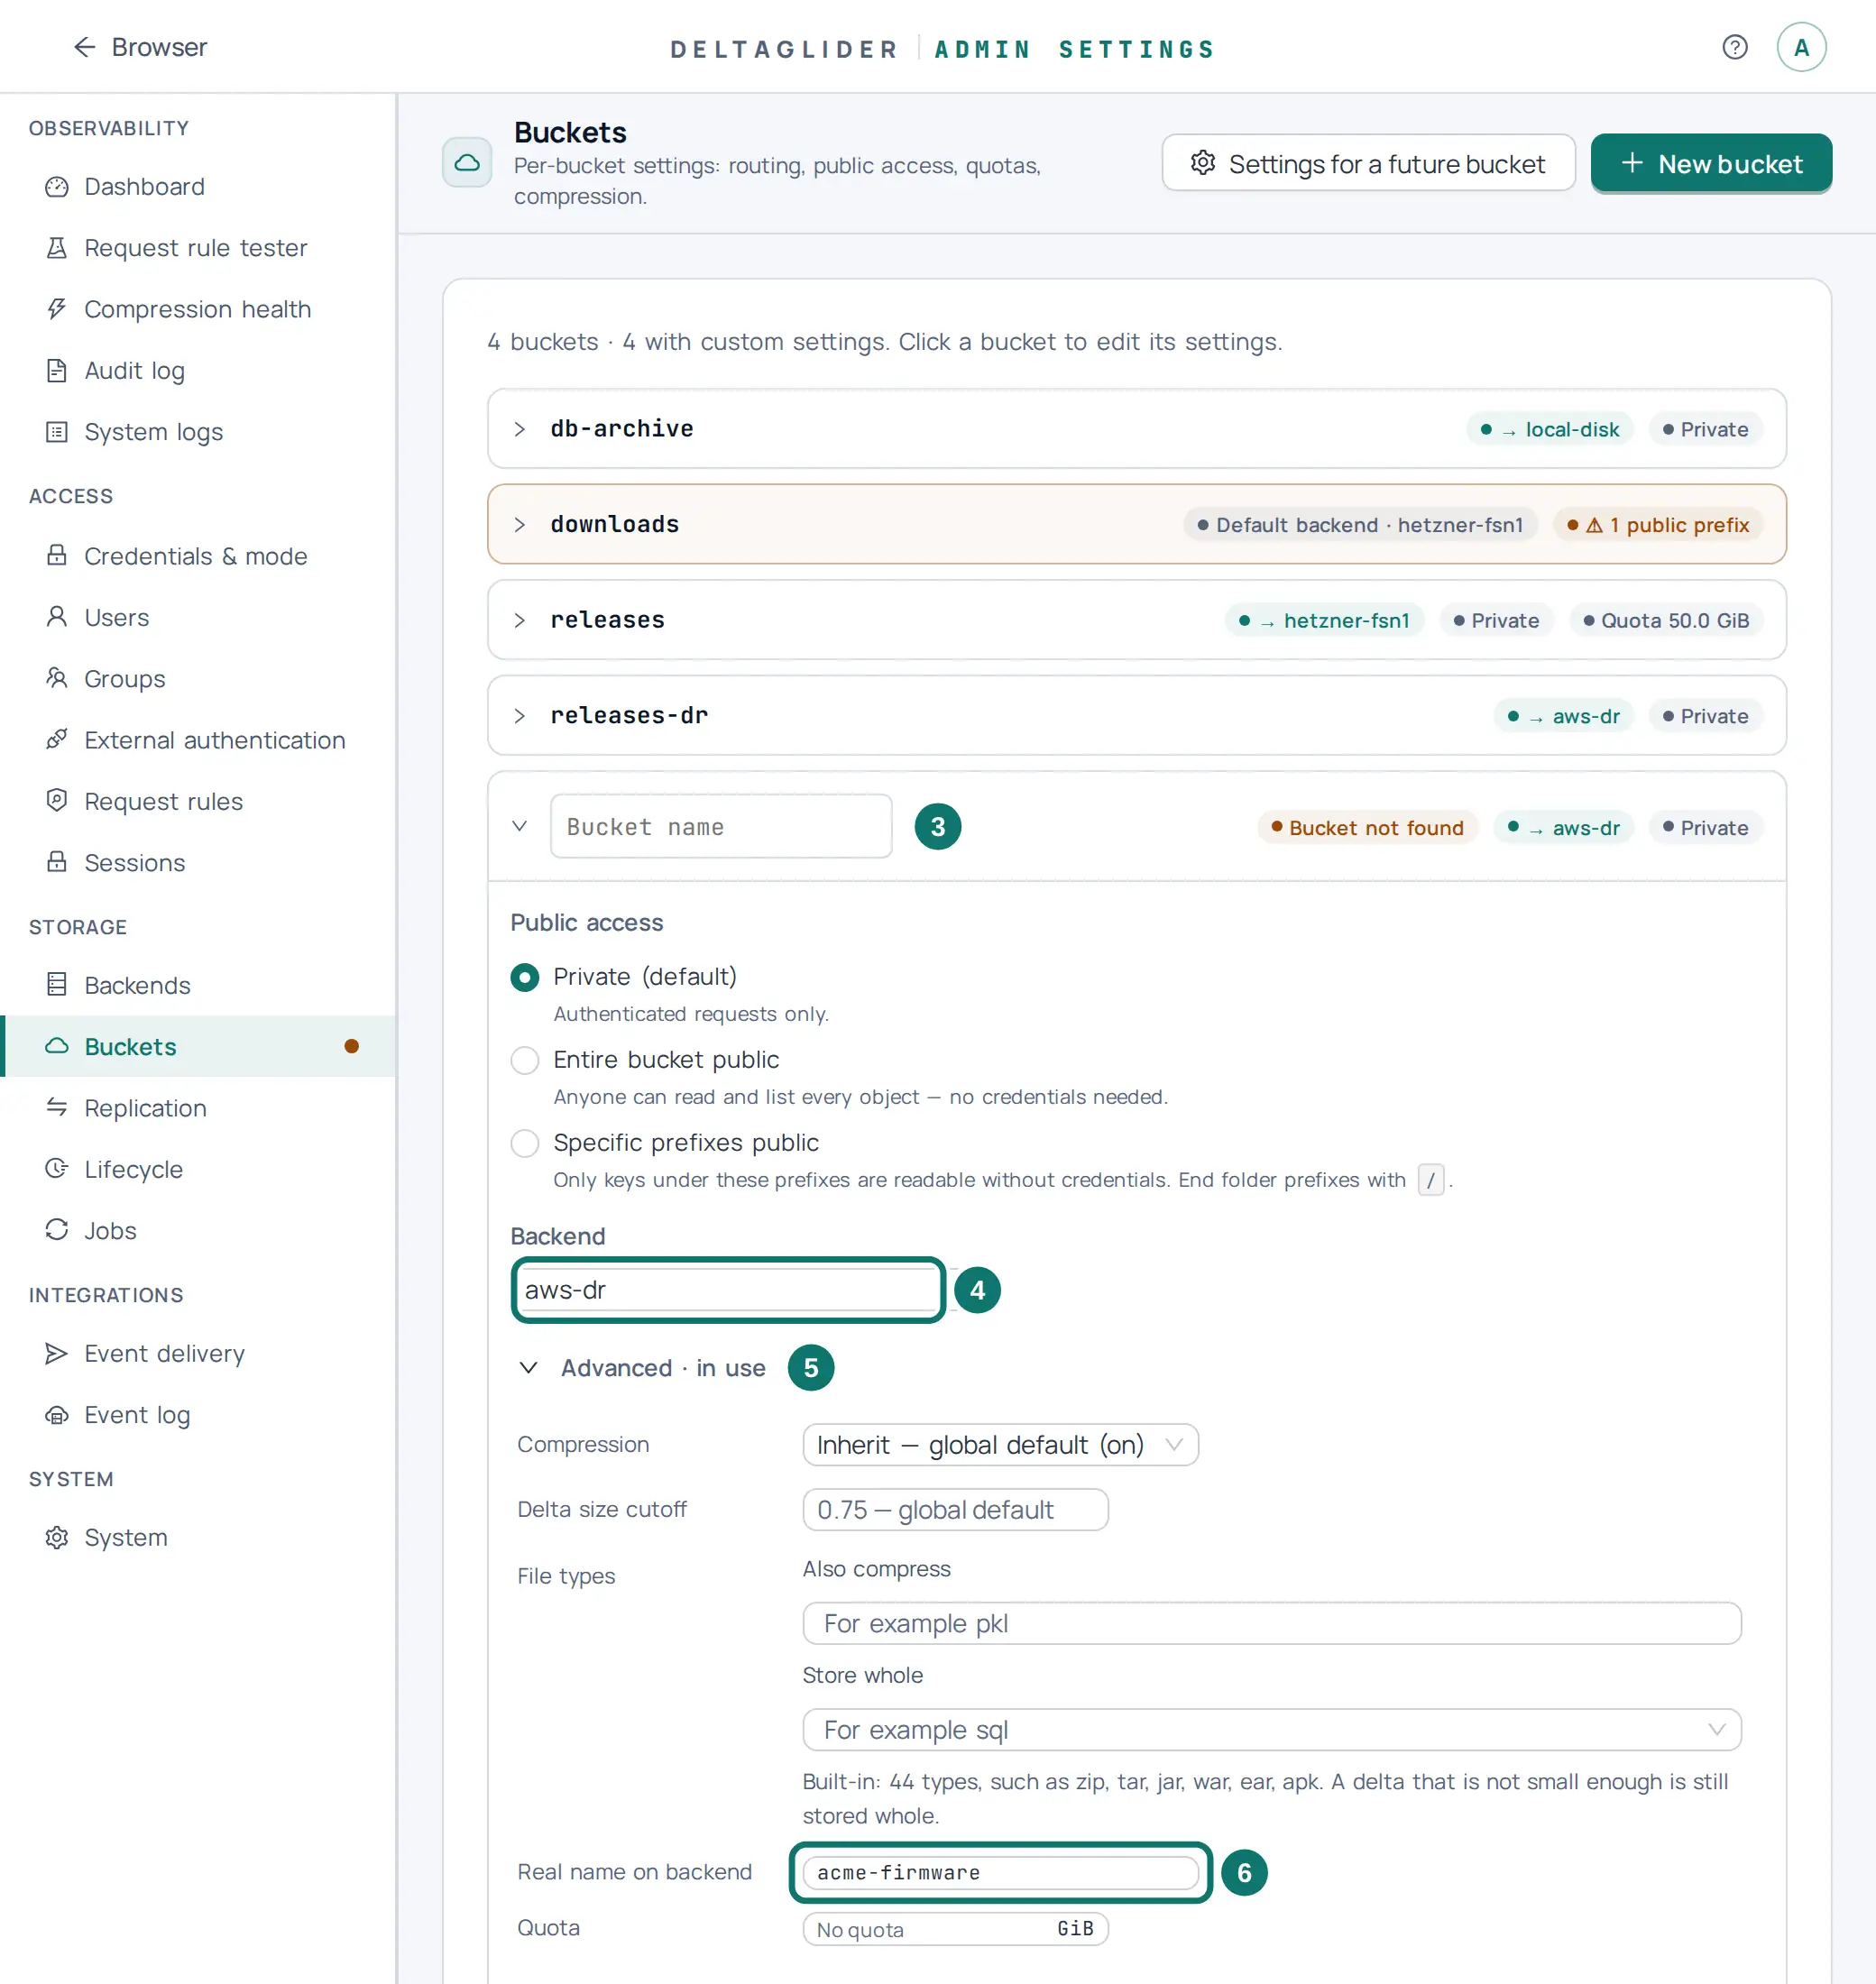 Browser
DELTAGLIDER ADMIN SETTINGS
A
OBSERVABILITY
Dashboard
Request rule tester
Compression health
Audit log
System logs
ACCESS
Credentials & mode
Users
Groups
External authentication
Request rules
Sessions
STORAGE
Backends
Buckets
Replication
Lifecycle
Jobs
INTEGRATIONS
Event delivery
Event log
SYSTEM
System
Buckets
Per-bucket settings: routing, public access, quotas,
compression.
Settings for a future bucket
+ New bucket
4 buckets · 4 with custom settings. Click a bucket to edit its settings.
db-archive → local-disk Private
downloads Default backend · hetzner-fsn1 ⚠ 1 public prefix
releases → hetzner-fsn1 Private Quota 50.0 GiB
releases-dr → aws-dr Private
Bucket name 3 Bucket not found → aws-dr Private
Public access
Private (default)
Authenticated requests only.
Entire bucket public
Anyone can read and list every object — no credentials needed.
Specific prefixes public
Only keys under these prefixes are readable without credentials. End folder prefixes with / .
Backend
aws-dr 4
Advanced · in use 5
Compression Inherit — global default (on)
Delta size cutoff 0.75 — global default
File types Also compress
For example pkl
Store whole
For example sql
Built-in: 44 types, such as zip, tar, jar, war, ear, apk. A delta that is not small enough is still
stored whole.
Real name on backend acme-firmware 6
Quota No quota GiB